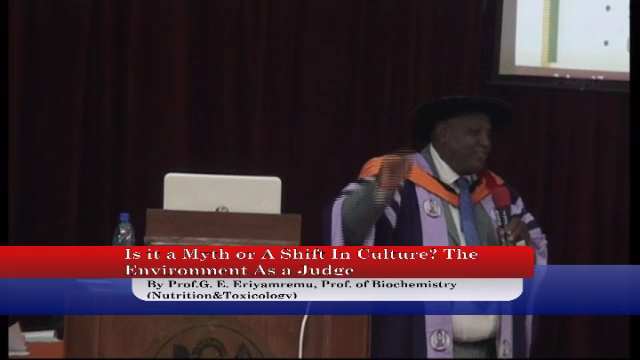 Is it a Myth or A Shift In Culture? The
Environment As a Judge
By Prof.G. E. Eriyamremu, Prof. of Biochemistry
(Nutrition&Toxicology)